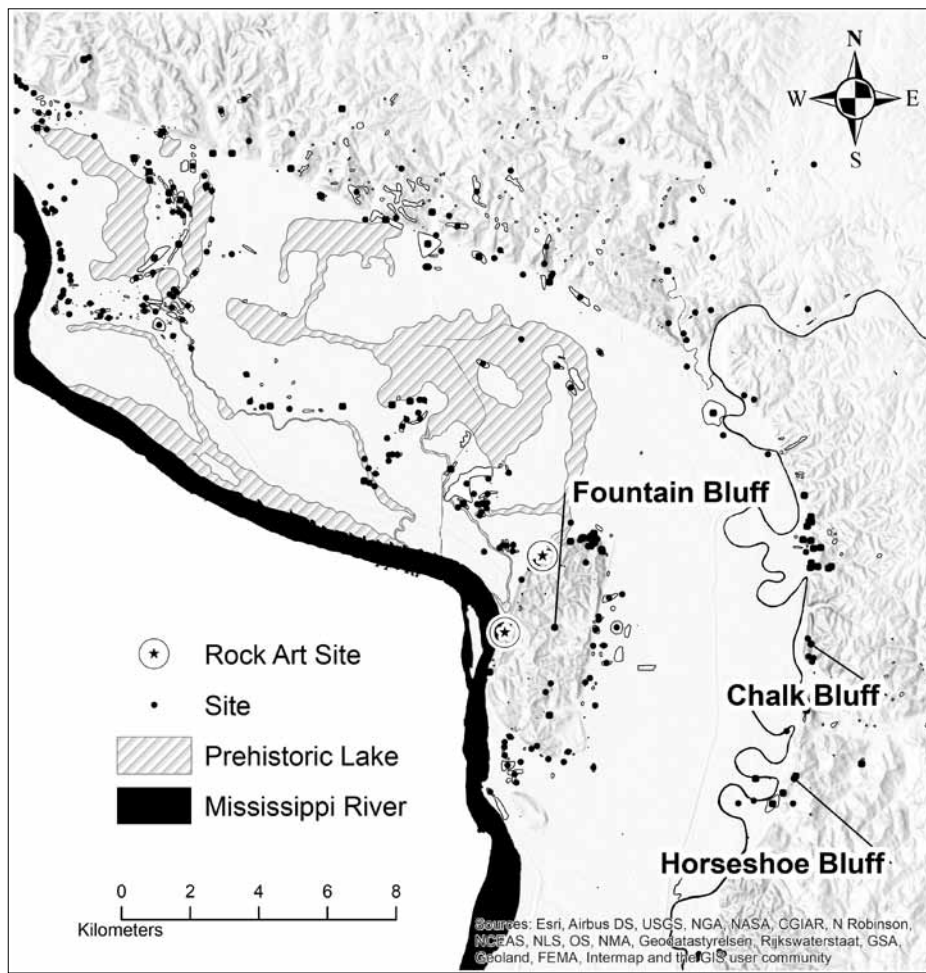 N
W
E
S
Fountain Bluff
Rock Art Site
Site
Chalk Bluff
Prehistoric Lake
Mississippi River
Horseshoe Bluff
0 2 4 6 8
Kilometers
Sources: Esri, Airbus DS, USGS, NGA, NASA, CGIAR, N Robinson,
NCEAS, NLS, OS, NMA, Geodatastyrelsen, Rijkswaterstaat, GSA,
Geoland, FEMA, Intermap and the GIS user community